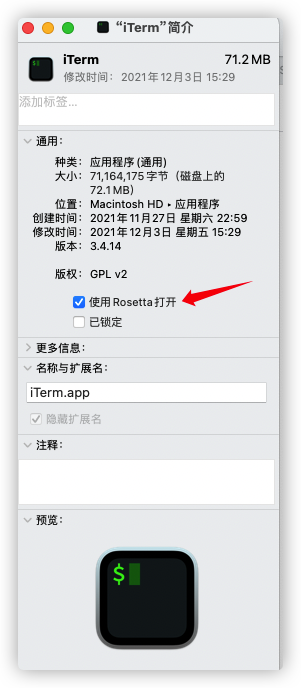 “iTerm”简介
iTerm 71.2 MB
修改时间：2021年12月3日 15:29
添加标签...
通用：
种类：应用程序 (通用)
大小：71,164,175 字节（磁盘上的
72.1 MB）
位置：Macintosh HD ▸ 应用程序
创建时间：2021年11月27日 星期六 22:59
修改时间：2021年12月3日 星期五 15:29
版本：3.4.14
版权：GPL v2
使用 Rosetta 打开
已锁定
更多信息：
名称与扩展名：
iTerm.app
隐藏扩展名
注释：
预览：
$